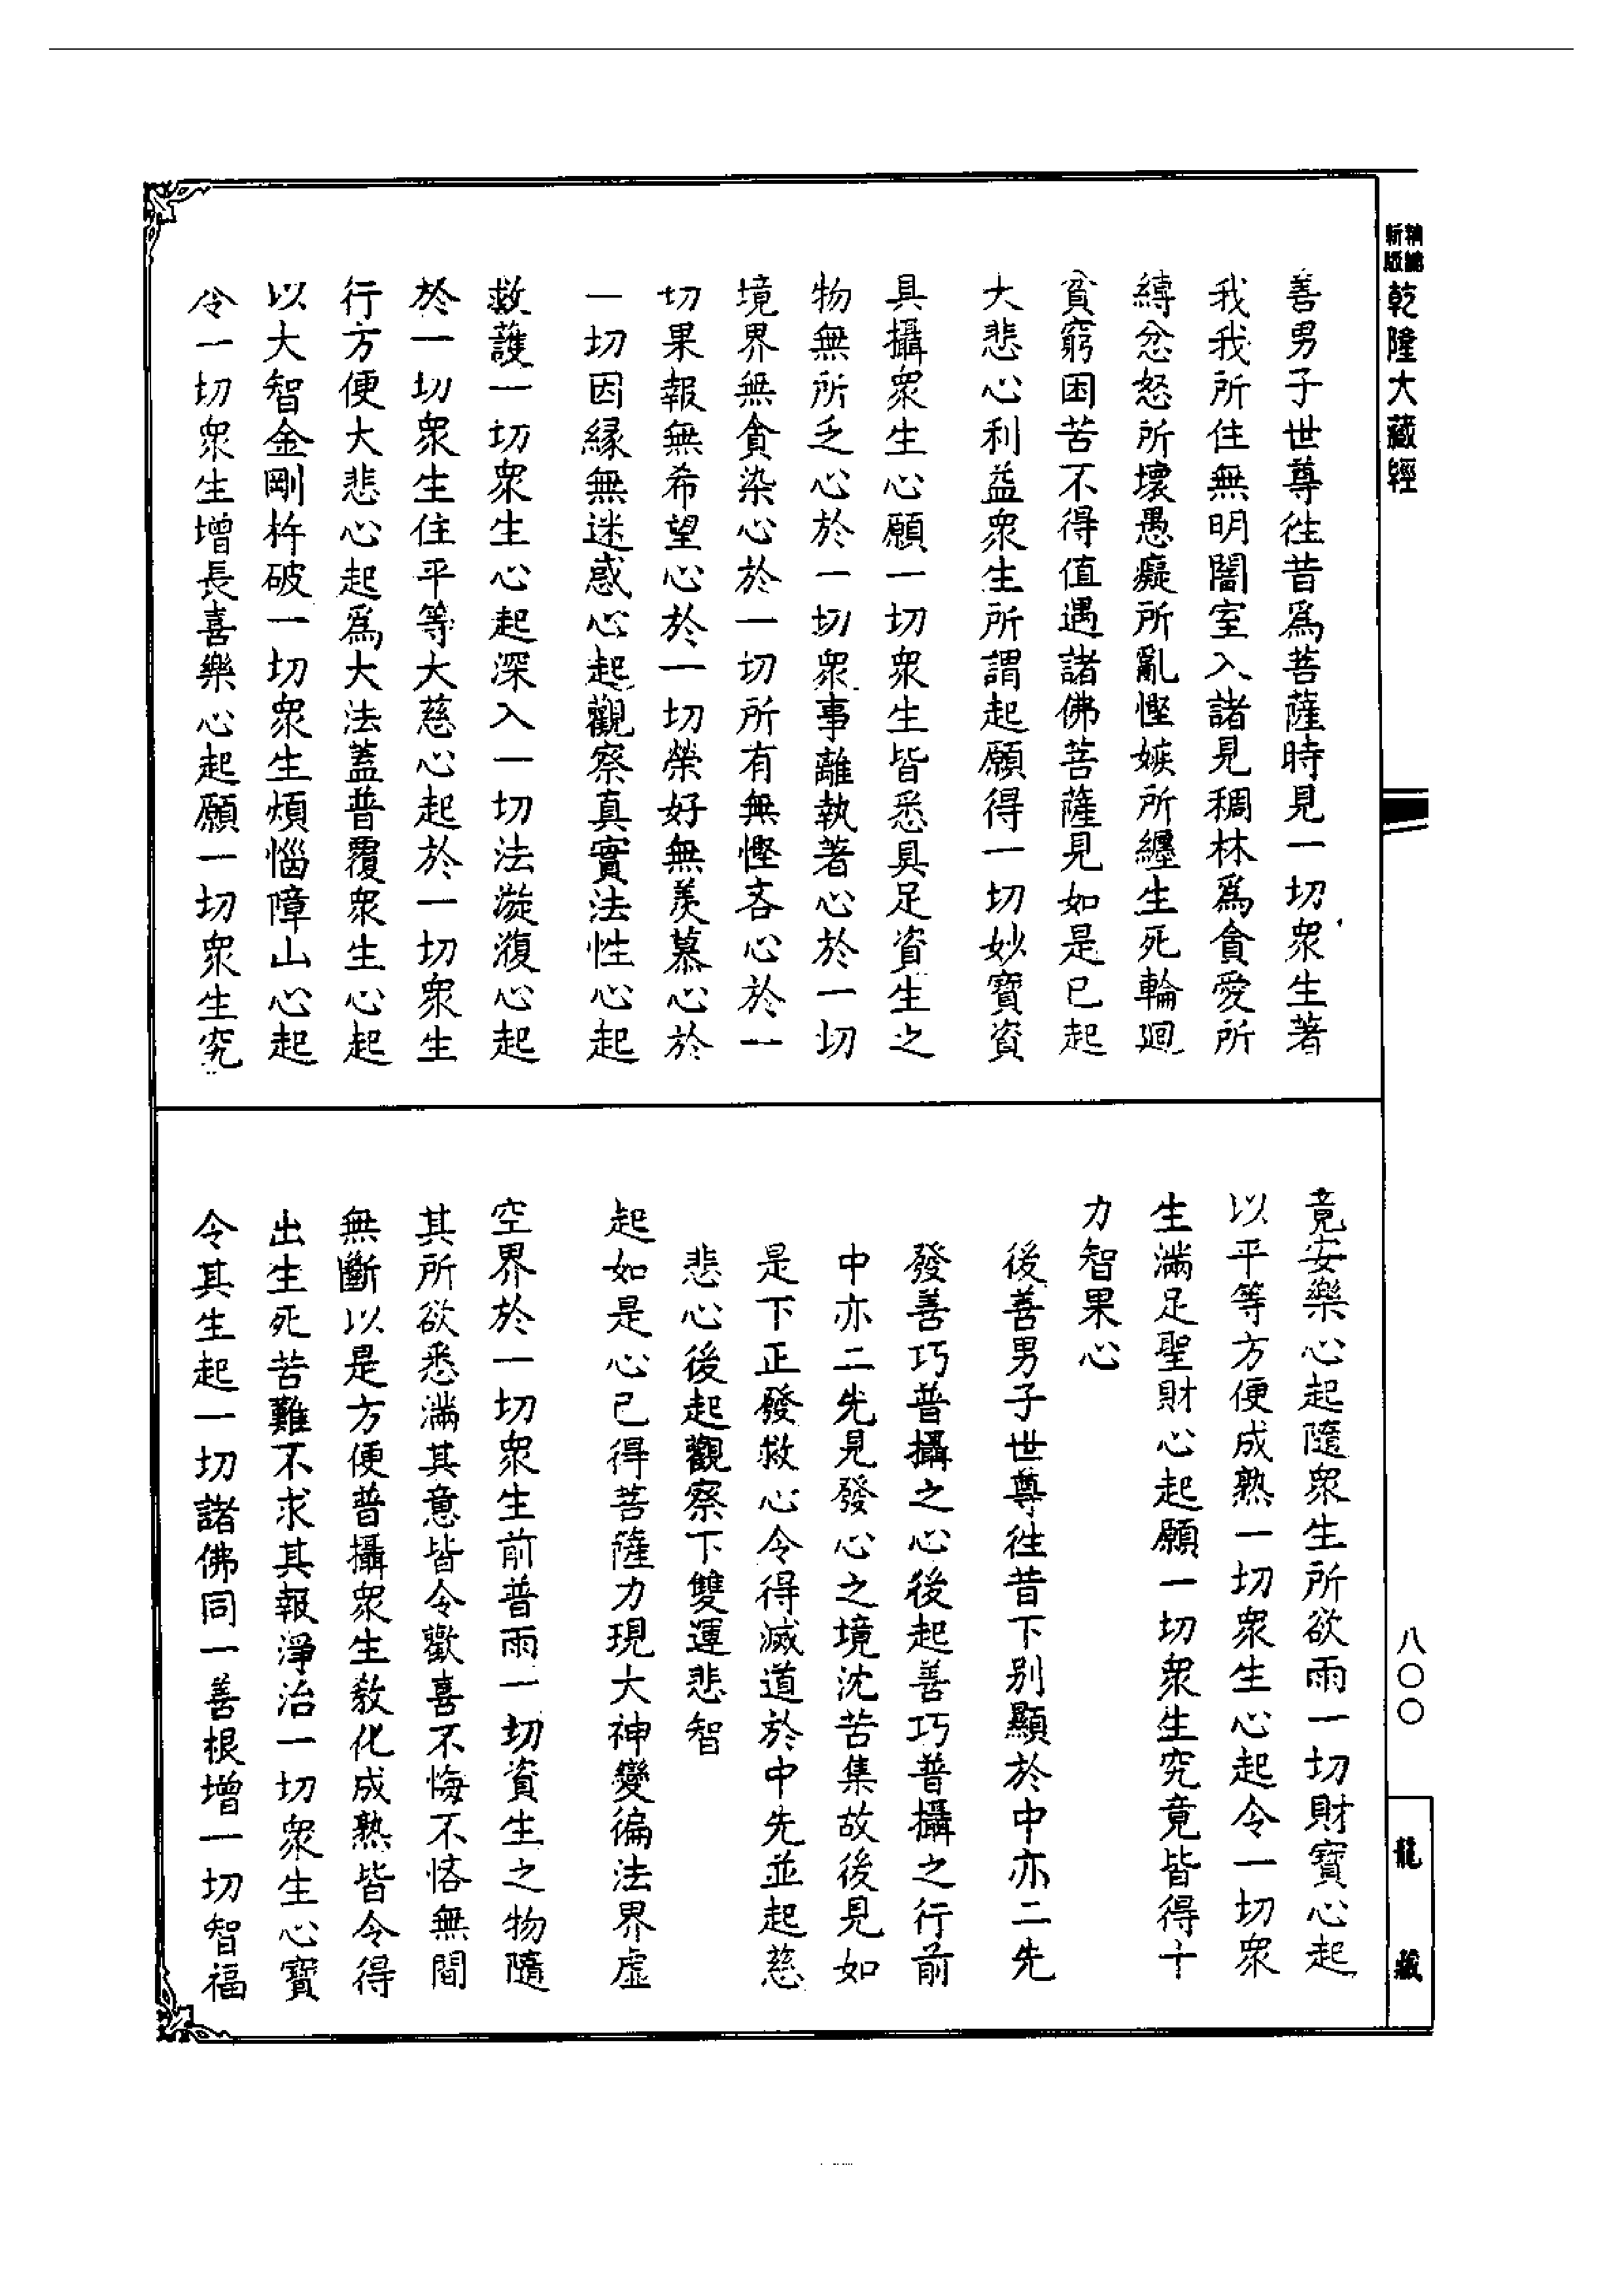 精縮新版乾隆大藏經
善男子世尊往昔為菩薩時見一切衆生著
我我所住無明闇室入諸見稠林為貪愛所
縛忿怒所壞愚癡所亂慳嫉所纏生死輪迴
貧窮困苦不得值遇諸佛菩薩見如是已起
大悲心利益衆生所謂起願得一切妙寶資
具攝衆生心願一切衆生皆悉具足資生之
物無所乏心於一切衆事離執著心於一切
境界無貪染心於一切所有無慳吝心於一
切果報無希望心於一切榮好無羨慕心於
一切因緣無迷惑心起觀察真實法性心起
救護一切衆生心起深入一切法漩澓心起
於一切衆生住平等大慈心起於一切衆生
行方便大悲心起為大法蓋普覆衆生心起
以大智金剛杵破一切衆生煩惱障山心起
令一切衆生增長喜樂心起願一切衆生究
竟安樂心起隨衆生所欲雨一切財寶心起
以平等方便成熟一切衆生心起令一切衆
生滿足聖財心起願一切衆生究竟皆得十
力智果心
後善男子世尊往昔下別顯於中亦二先
發善巧普攝之心後起善巧普攝之行前
中亦二先見發心之境沈苦集故後見如
是下正發救心令得滅道於中先並起慈
悲心後起觀察下雙運悲智
起如是心已得菩薩力現大神變徧法界虛
空界於一切衆生前普雨一切資生之物隨
其所欲悉滿其意皆令歡喜不悔不悋無間
無斷以是方便普攝衆生教化成熟皆令得
出生死苦難不求其報淨治一切衆生心寶
令其生起一切諸佛同一善根增一切智福
八〇〇
龍藏